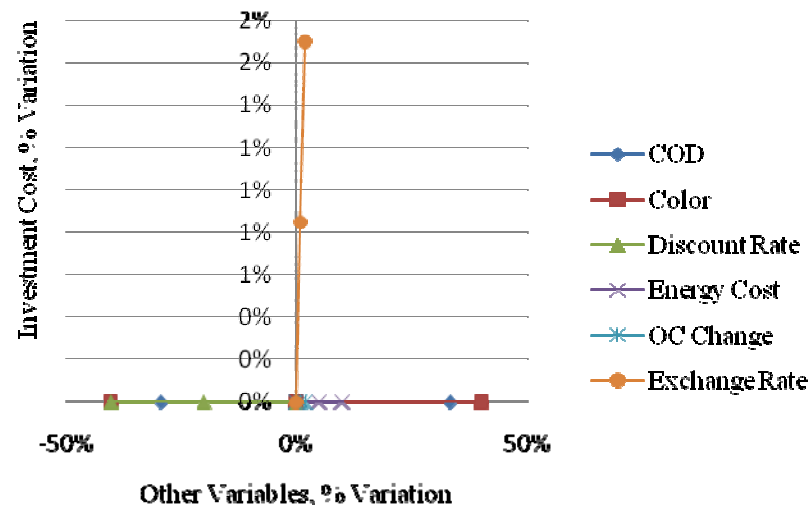 Investment Cost, % Variation
2%
2%
1%
1%
1%
1%
1%
0%
0%
0%
-50%
0%
50%
Other Variables, % Variation
COD
Color
Discount Rate
Energy Cost
OC Change
Exchange Rate